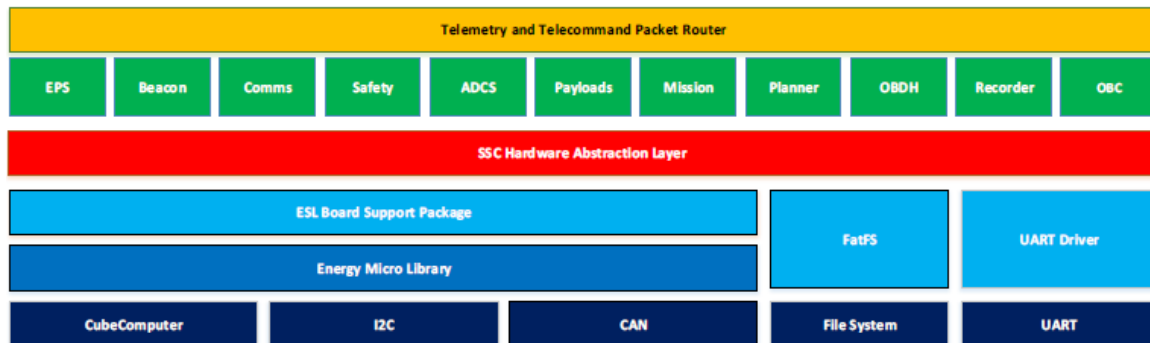 Telemetry and Telecommand Packet Router
EPS
Beacon
Comms
Safety
ADCS
Payloads
Mission
Planner
OBDH
Recorder
OBC
SSC Hardware Abstraction Layer
ESL Board Support Package
FatFS
UART Driver
Energy Micro Library
CubeComputer
I2C
CAN
File System
UART